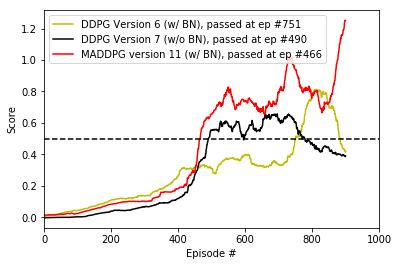 DDPG Version 6 (w/ BN), passed at ep #751
DDPG Version 7 (w/o BN), passed at ep #490
MADDPG version 11 (w/ BN), passed at ep #466
1.2
1.0
0.8
0.6
0.4
0.2
0.0
Score
0 200 400 600 800 1000
Episode #